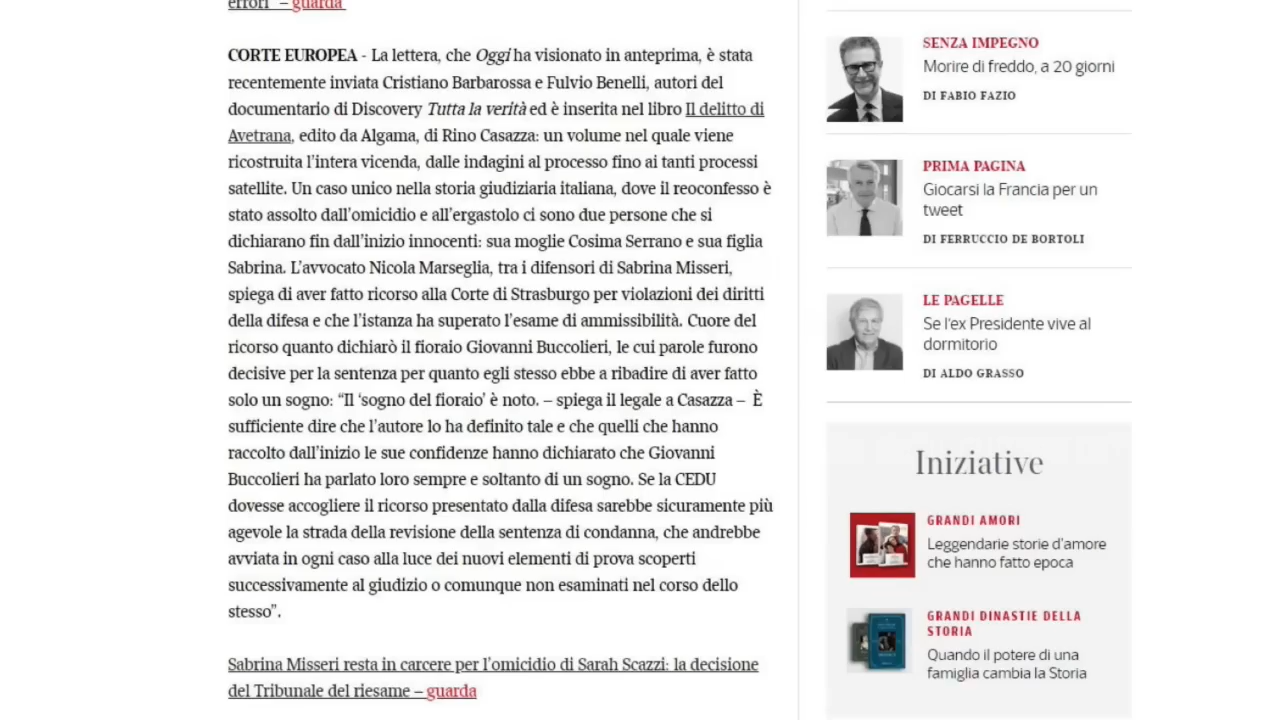 errori" – guarda
CORTE EUROPEA - La lettera, che Oggi ha visionato in anteprima, è stata
recentemente inviata Cristiano Barbarossa e Fulvio Benelli, autori del
documentario di Discovery Tutta la verità ed è inserita nel libro Il delitto di
Avetrana, edito da Algama, di Rino Casazza: un volume nel quale viene
ricostruita l'intera vicenda, dalle indagini al processo fino ai tanti processi
satellite. Un caso unico nella storia giudiziaria italiana, dove il reoconfesso è
stato assolto dall'omicidio e all'ergastolo ci sono due persone che si
dichiarano fin dall'inizio innocenti: sua moglie Cosima Serrano e sua figlia
Sabrina. L'avvocato Nicola Marseglia, tra i difensori di Sabrina Misseri,
spiega di aver fatto ricorso alla Corte di Strasburgo per violazioni dei diritti
della difesa e che l'istanza ha superato l'esame di ammissibilità. Cuore del
ricorso quanto dichiarò il fioraio Giovanni Buccolieri, le cui parole furono
decisive per la sentenza per quanto egli stesso ebbe a ribadire di aver fatto
solo un sogno: “Il ‘sogno del fioraio’ è noto. – spiega il legale a Casazza – È
sufficiente dire che l'autore lo ha definito tale e che quelli che hanno
raccolto dall'inizio le sue confidenze hanno dichiarato che Giovanni
Buccolieri ha parlato loro sempre e soltanto di un sogno. Se la CEDU
dovesse accogliere il ricorso presentato dalla difesa sarebbe sicuramente più
agevole la strada della revisione della sentenza di condanna, che andrebbe
avviata in ogni caso alla luce dei nuovi elementi di prova scoperti
successivamente al giudizio o comunque non esaminati nel corso dello
stesso”.
Sabrina Misseri resta in carcere per l'omicidio di Sarah Scazzi: la decisione
del Tribunale del riesame – guarda
SENZA IMPEGNO
Morire di freddo, a 20 giorni
DI FABIO FAZIO
PRIMA PAGINA
Giocarsi la Francia per un
tweet
DI FERRUCCIO DE BORTOLI
LE PAGELLE
Se l'ex Presidente vive al
dormitorio
DI ALDO GRASSO
Iniziative
GRANDI AMORI
Leggendarie storie d'amore
che hanno fatto epoca
GRANDI DINASTIE DELLA
STORIA
Quando il potere di una
famiglia cambia la Storia